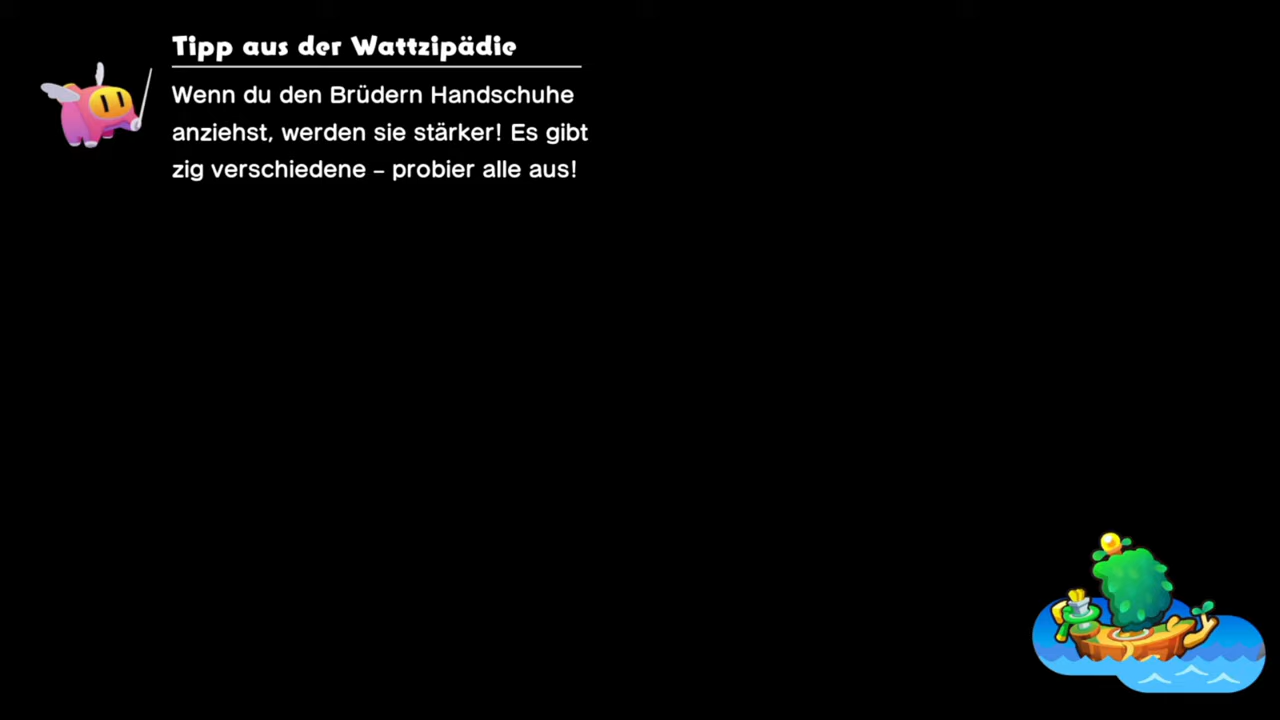 Tipp aus der Wattzipädie
Wenn du den Brüdern Handschuhe
anziehst, werden sie stärker! Es gibt
zig verschiedene – probier alle aus!